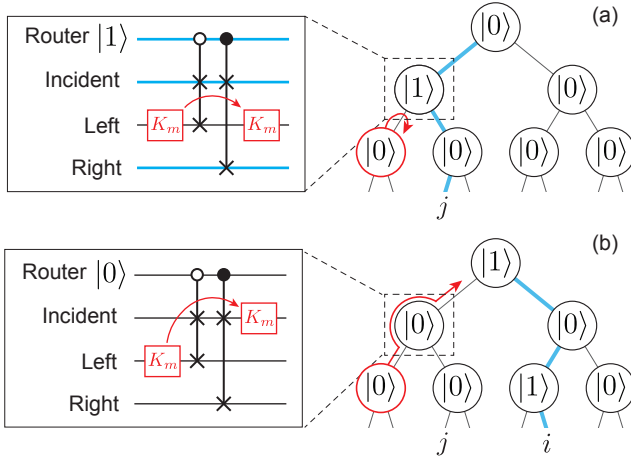 (a)
Router |1⟩
Incident
Left
K_m
K_m
Right
|0⟩
|1⟩
|0⟩
|0⟩
|0⟩
|0⟩
|0⟩
j
(b)
Router |0⟩
Incident
K_m
Left
K_m
Right
|1⟩
|0⟩
|0⟩
|0⟩
|0⟩
|1⟩
|0⟩
j
i